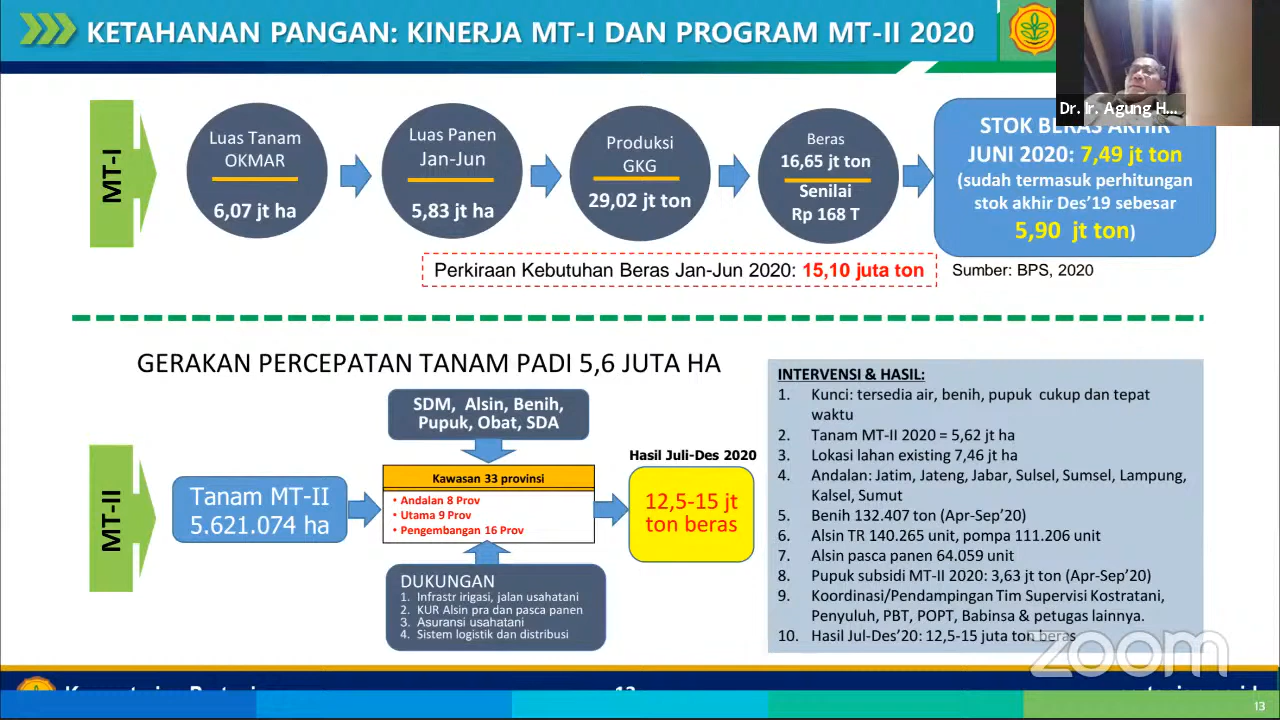 KETAHANAN PANGAN: KINERJA MT-I DAN PROGRAM MT-II 2020
Dr. Ir. Agung H...
MT-I
Luas Tanam
OKMAR
6,07 jt ha
Luas Panen
Jan-Jun
5,83 jt ha
Produksi
GKG
29,02 jt ton
Beras
16,65 jt ton
Senilai
Rp 168 T
STOK BERAS AKHIR
JUNI 2020: 7,49 jt ton
(sudah termasuk perhitungan
stok akhir Des'19 sebesar
5,90 jt ton)
Perkiraan Kebutuhan Beras Jan-Jun 2020: 15,10 juta ton
Sumber: BPS, 2020
GERAKAN PERCEPATAN TANAM PADI 5,6 JUTA HA
MT-II
Tanam MT-II
5.621.074 ha
SDM, Alsin, Benih,
Pupuk, Obat, SDA
Kawasan 33 provinsi
• Andalan 8 Prov
• Utama 9 Prov
• Pengembangan 16 Prov
DUKUNGAN
1. Infrastr irigasi, jalan usahatani
2. KUR Alsin pra dan pasca panen
3. Asuransi usahatani
4. Sistem logistik dan distribusi
Hasil Juli-Des 2020
12,5-15 jt
ton beras
INTERVENSI & HASIL:
1. Kunci: tersedia air, benih, pupuk cukup dan tepat
waktu
2. Tanam MT-II 2020 = 5,62 jt ha
3. Lokasi lahan existing 7,46 jt ha
4. Andalan: Jatim, Jateng, Jabar, Sulsel, Sumsel, Lampung,
Kalsel, Sumut
5. Benih 132.407 ton (Apr-Sep'20)
6. Alsin TR 140.265 unit, pompa 111.206 unit
7. Alsin pasca panen 64.059 unit
8. Pupuk subsidi MT-II 2020: 3,63 jt ton (Apr-Sep'20)
9. Koordinasi/Pendampingan Tim Supervisi Kostratani,
Penyuluh, PBT, POPT, Babinsa & petugas lainnya.
10. Hasil Jul-Des'20: 12,5-15 juta ton beras
zoom
13